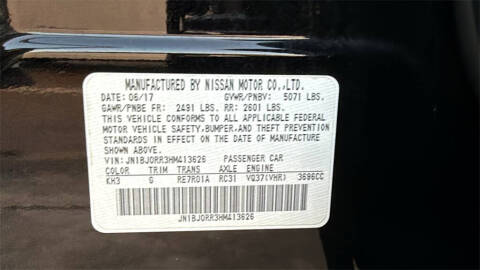 MANUFACTURED BY NISSAN MOTOR CO.,LTD.
DATE: 06/17 GVWR/PNBV: 5071 LBS.
GAWR/PNBE FR: 2491 LBS. RR: 2601 LBS.
THIS VEHICLE CONFORMS TO ALL APPLICABLE FEDERAL
MOTOR VEHICLE SAFETY,BUMPER,AND THEFT PREVENTION
STANDARDS IN EFFECT ON THE DATE OF MANUFACTURE
SHOWN ABOVE.
VIN : JN1BJ0RR3HM413626 PASSENGER CAR
COLOR TRIM TRANS AXLE ENGINE
KH3 G RE7R01A RC31 VQ37(VHR) 3696CC
JN1BJ0RR3HM413626